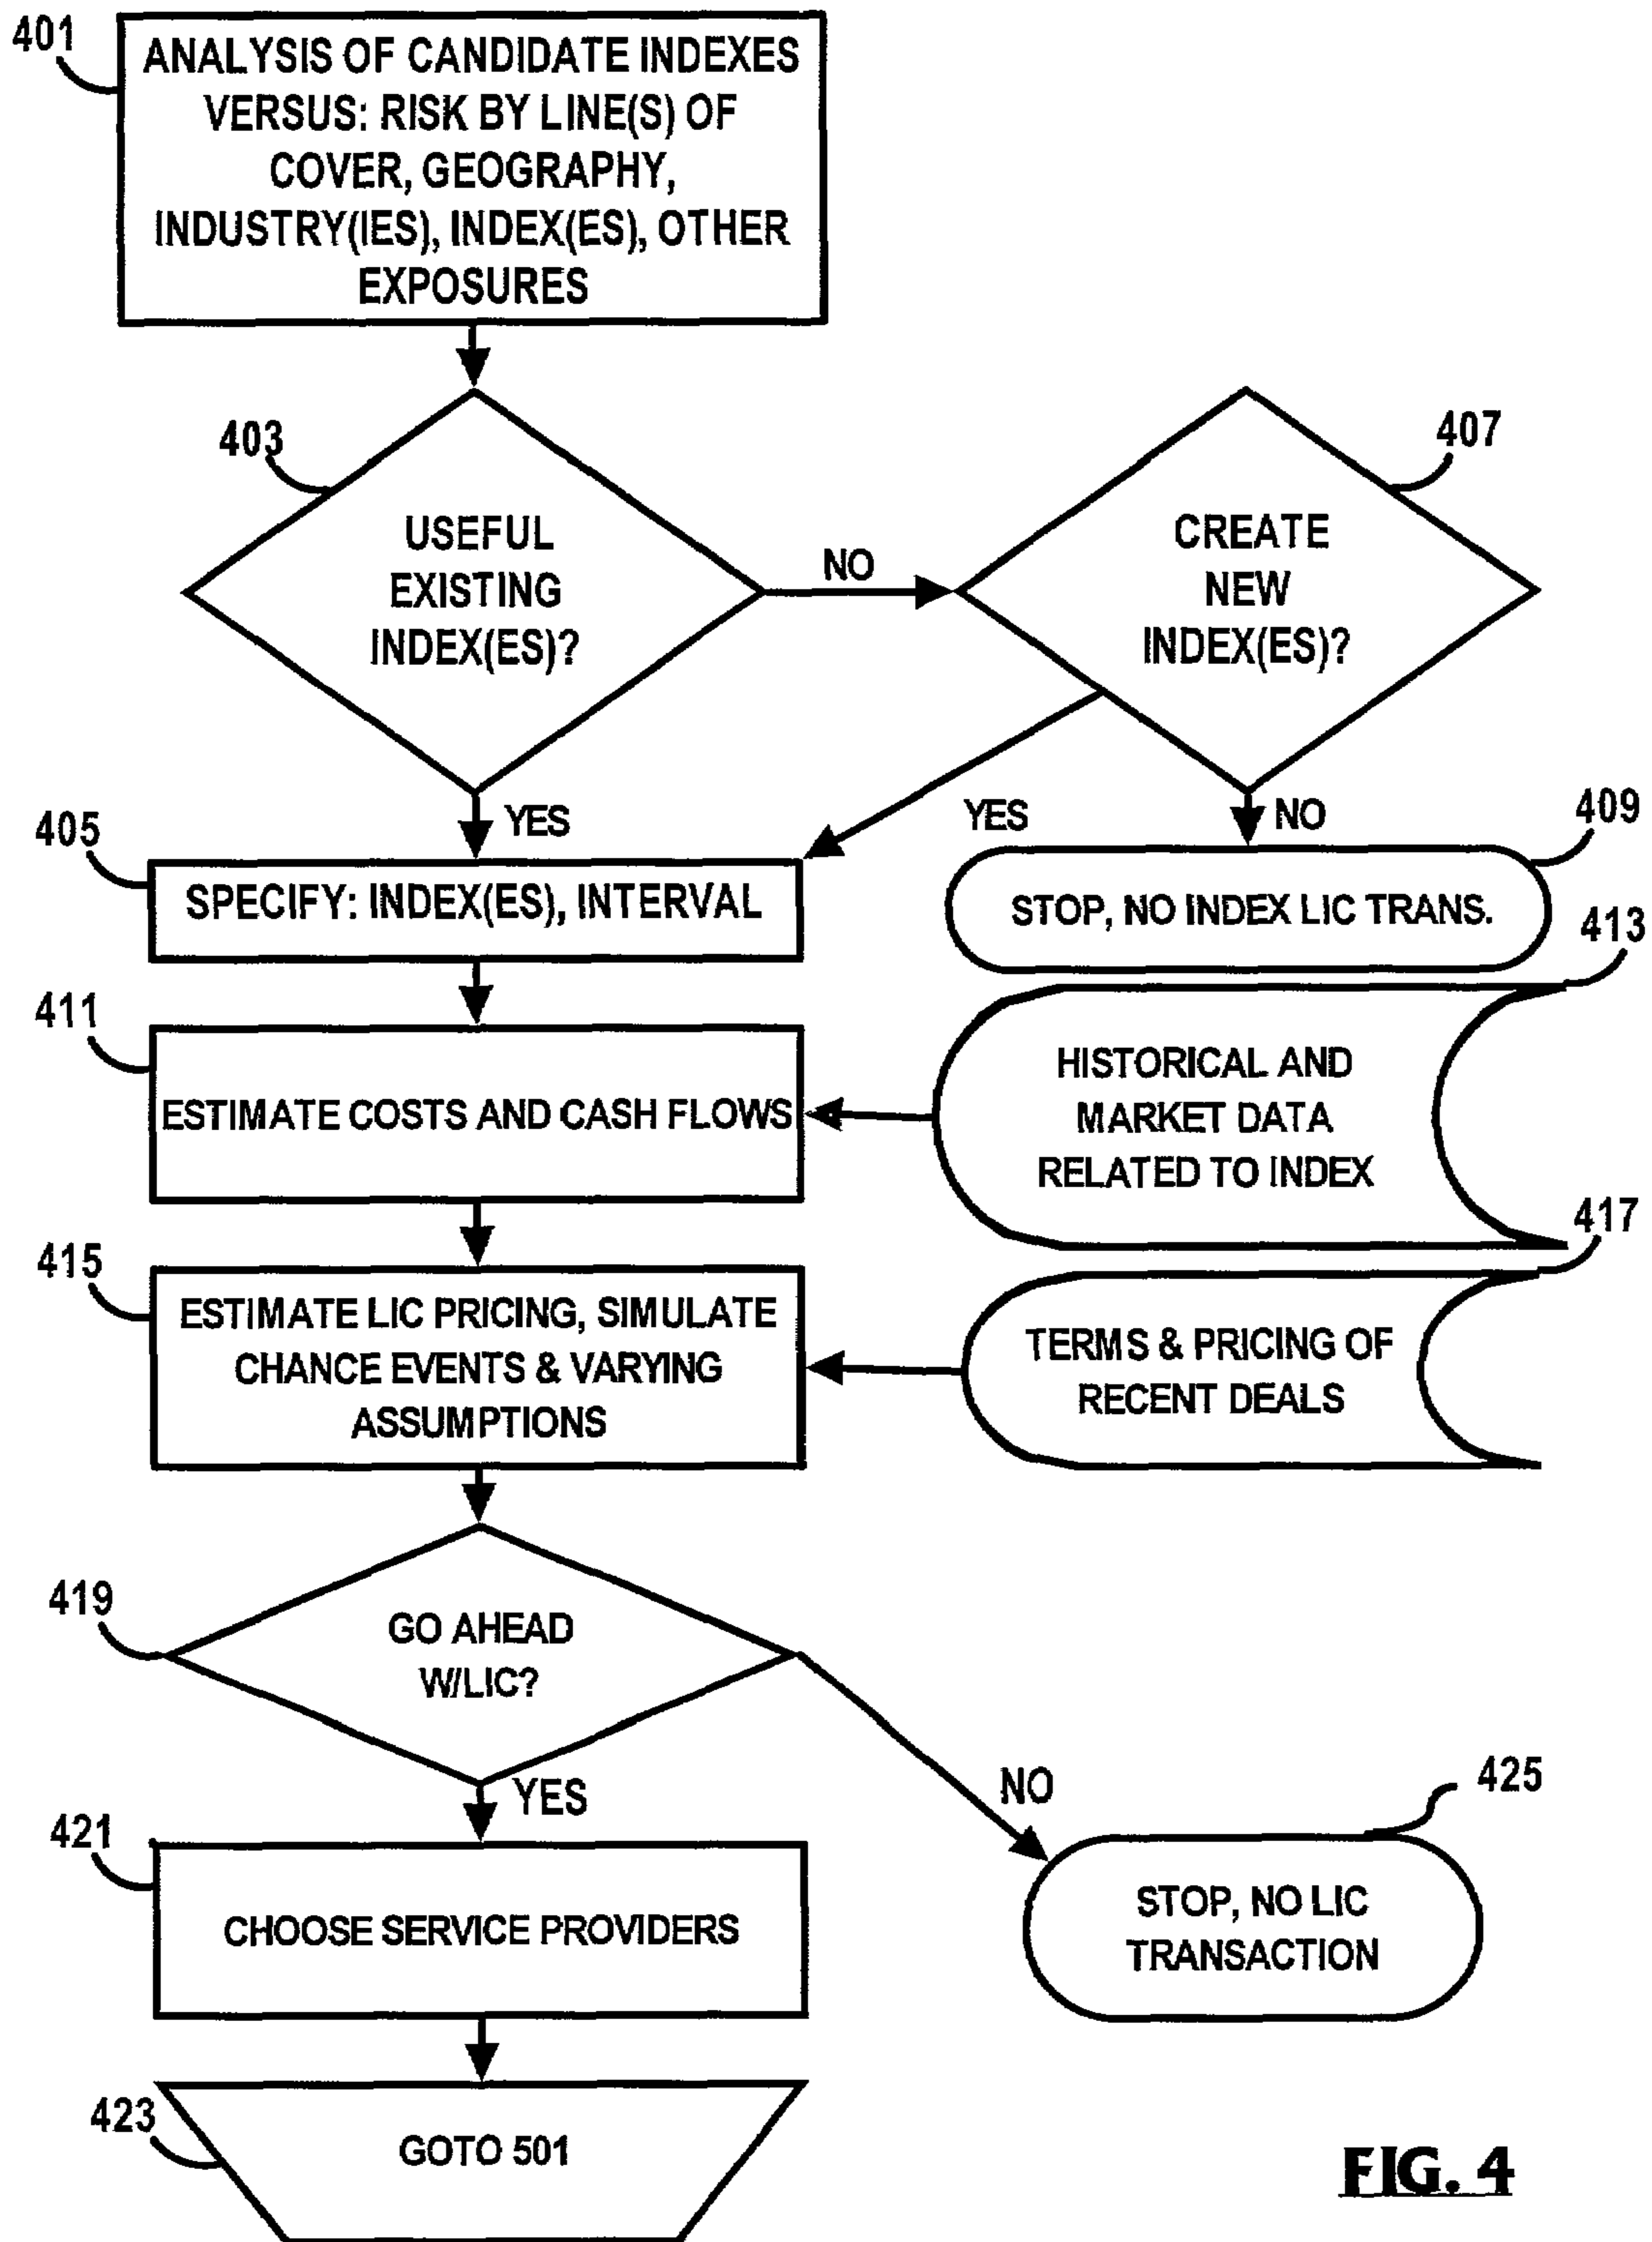 401
ANALYSIS OF CANDIDATE INDEXES
VERSUS: RISK BY LINE(S) OF
COVER, GEOGRAPHY,
INDUSTRY(IES), INDEX(ES), OTHER
EXPOSURES
403
USEFUL
EXISTING
INDEX(ES)?
NO
407
CREATE
NEW
INDEX(ES)?
YES
YES
NO
405
SPECIFY: INDEX(ES), INTERVAL
409
STOP, NO INDEX LIC TRANS.
411
ESTIMATE COSTS AND CASH FLOWS
413
HISTORICAL AND
MARKET DATA
RELATED TO INDEX
415
ESTIMATE LIC PRICING, SIMULATE
CHANCE EVENTS & VARYING
ASSUMPTIONS
417
TERMS & PRICING OF
RECENT DEALS
419
GO AHEAD
W/LIC?
YES
NO
421
CHOOSE SERVICE PROVIDERS
425
STOP, NO LIC
TRANSACTION
423
GOTO 501
FIG. 4